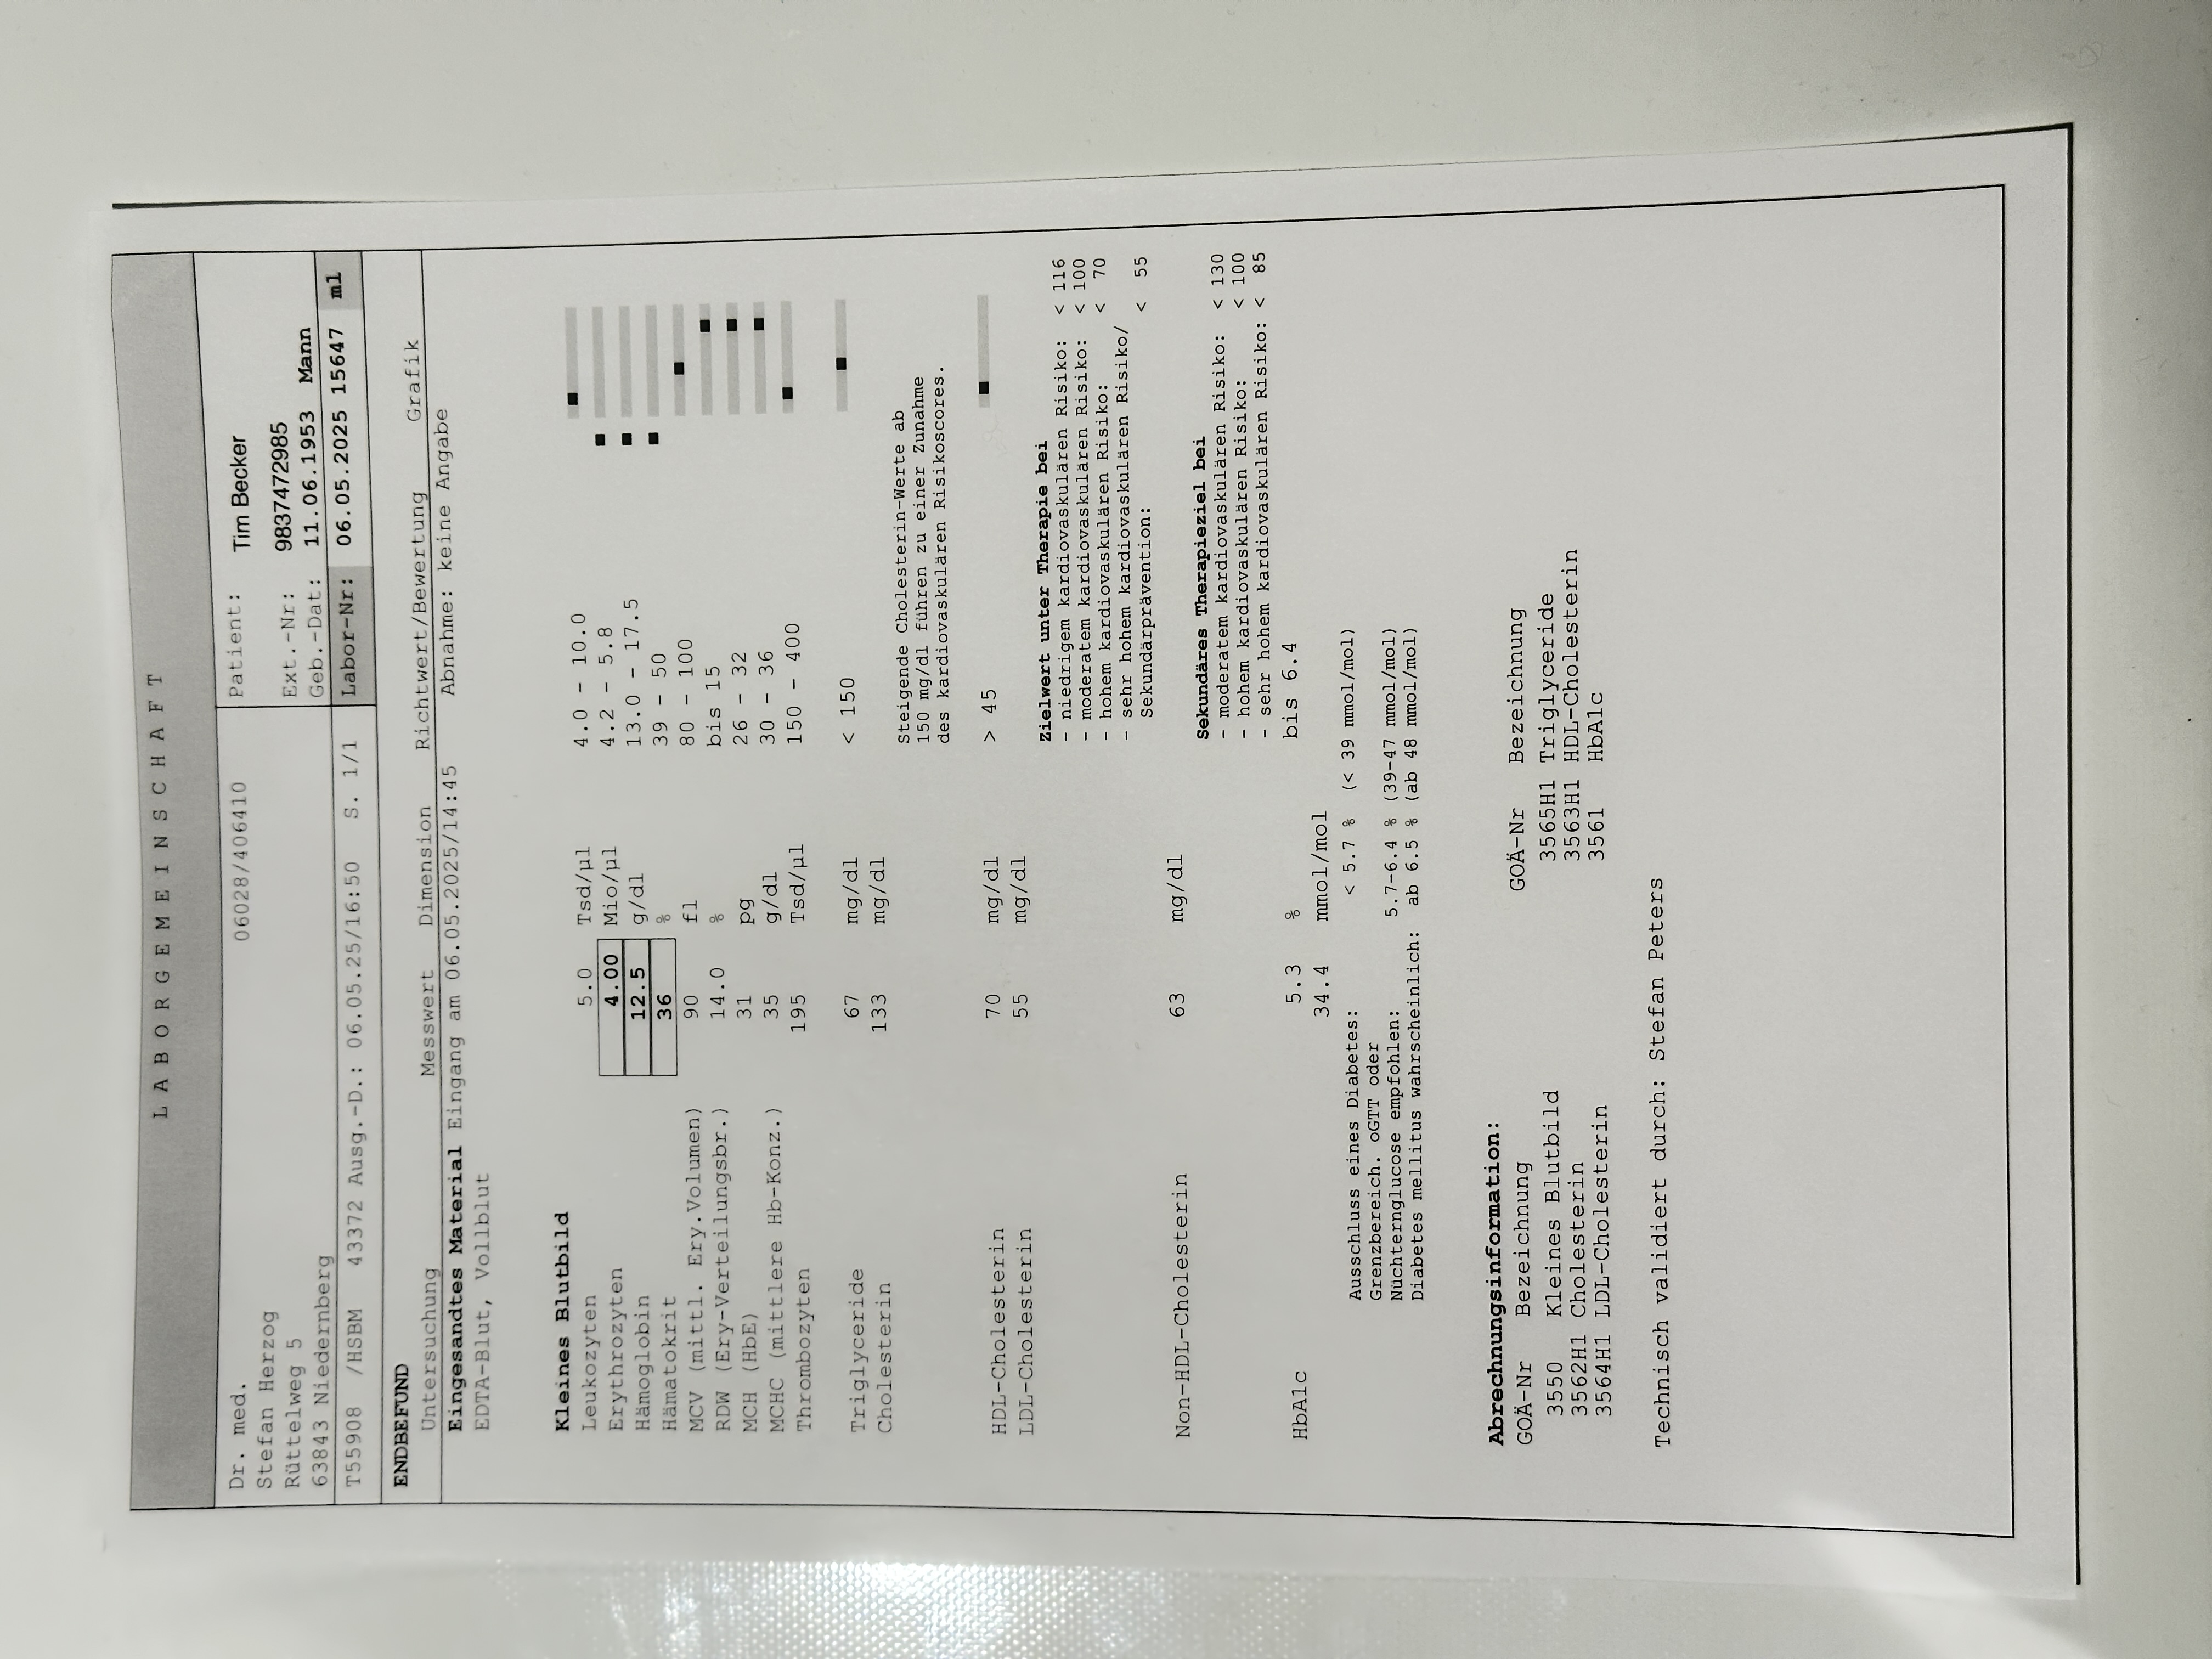 LABORGEMEINSCHAFT
Dr. med. 06028/406410
Stefan Herzog
Rüttelweg 5
63843 Niedernberg
Patient: Tim Becker
Ext.-Nr: 9837472985
Geb.-Dat: 11.06.1953 Mann
T55908 /HSBM 43372 Ausg.-D.: 06.05.25/16:50 S. 1/1
Labor-Nr: 06.05.2025 15647 ml
ENDBEFUND
Untersuchung Messwert Dimension Richtwert/Bewertung Grafik
Eingesandtes Material Eingang am 06.05.2025/14:45 Abnahme: keine Angabe
EDTA-Blut, Vollblut
Kleines Blutbild
Leukozyten 5.0 Tsd/µl 4.0 - 10.0
Erythrozyten 4.00 Mio/µl 4.2 - 5.8
Hämoglobin 12.5 g/dl 13.0 - 17.5
Hämatokrit 36 % 39 - 50
MCV (mittl. Ery.Volumen) 90 fl 80 - 100
RDW (Ery-Verteilungsbr.) 14.0 % bis 15
MCH (HbE) 31 pg 26 - 32
MCHC (mittlere Hb-Konz.) 35 g/dl 30 - 36
Thrombozyten 195 Tsd/µl 150 - 400
Triglyceride 67 mg/dl < 150
Cholesterin 133 mg/dl
Steigende Cholesterin-Werte ab
150 mg/dl führen zu einer Zunahme
des kardiovaskulären Risikoscores.
HDL-Cholesterin 70 mg/dl > 45
LDL-Cholesterin 55 mg/dl
Zielwert unter Therapie bei
- niedrigem kardiovaskulären Risiko: < 116
- moderatem kardiovaskulären Risiko: < 100
- hohem kardiovaskulären Risiko: < 70
- sehr hohem kardiovaskulären Risiko/
Sekundärprävention: < 55
Non-HDL-Cholesterin 63 mg/dl
Sekundäres Therapieziel bei
- moderatem kardiovaskulären Risiko: < 130
- hohem kardiovaskulären Risiko: < 100
- sehr hohem kardiovaskulären Risiko: < 85
HbA1c 5.3 % bis 6.4
34.4 mmol/mol
Ausschluss eines Diabetes: < 5.7 % (< 39 mmol/mol)
Grenzbereich. oGTT oder
Nüchternglucose empfohlen: 5.7-6.4 % (39-47 mmol/mol)
Diabetes mellitus wahrscheinlich: ab 6.5 % (ab 48 mmol/mol)
Abrechnungsinformation:
GOÄ-Nr Bezeichnung GOÄ-Nr Bezeichnung
3550 Kleines Blutbild 3565H1 Triglyceride
3562H1 Cholesterin 3563H1 HDL-Cholesterin
3564H1 LDL-Cholesterin 3561 HbA1c
Technisch validiert durch: Stefan Peters